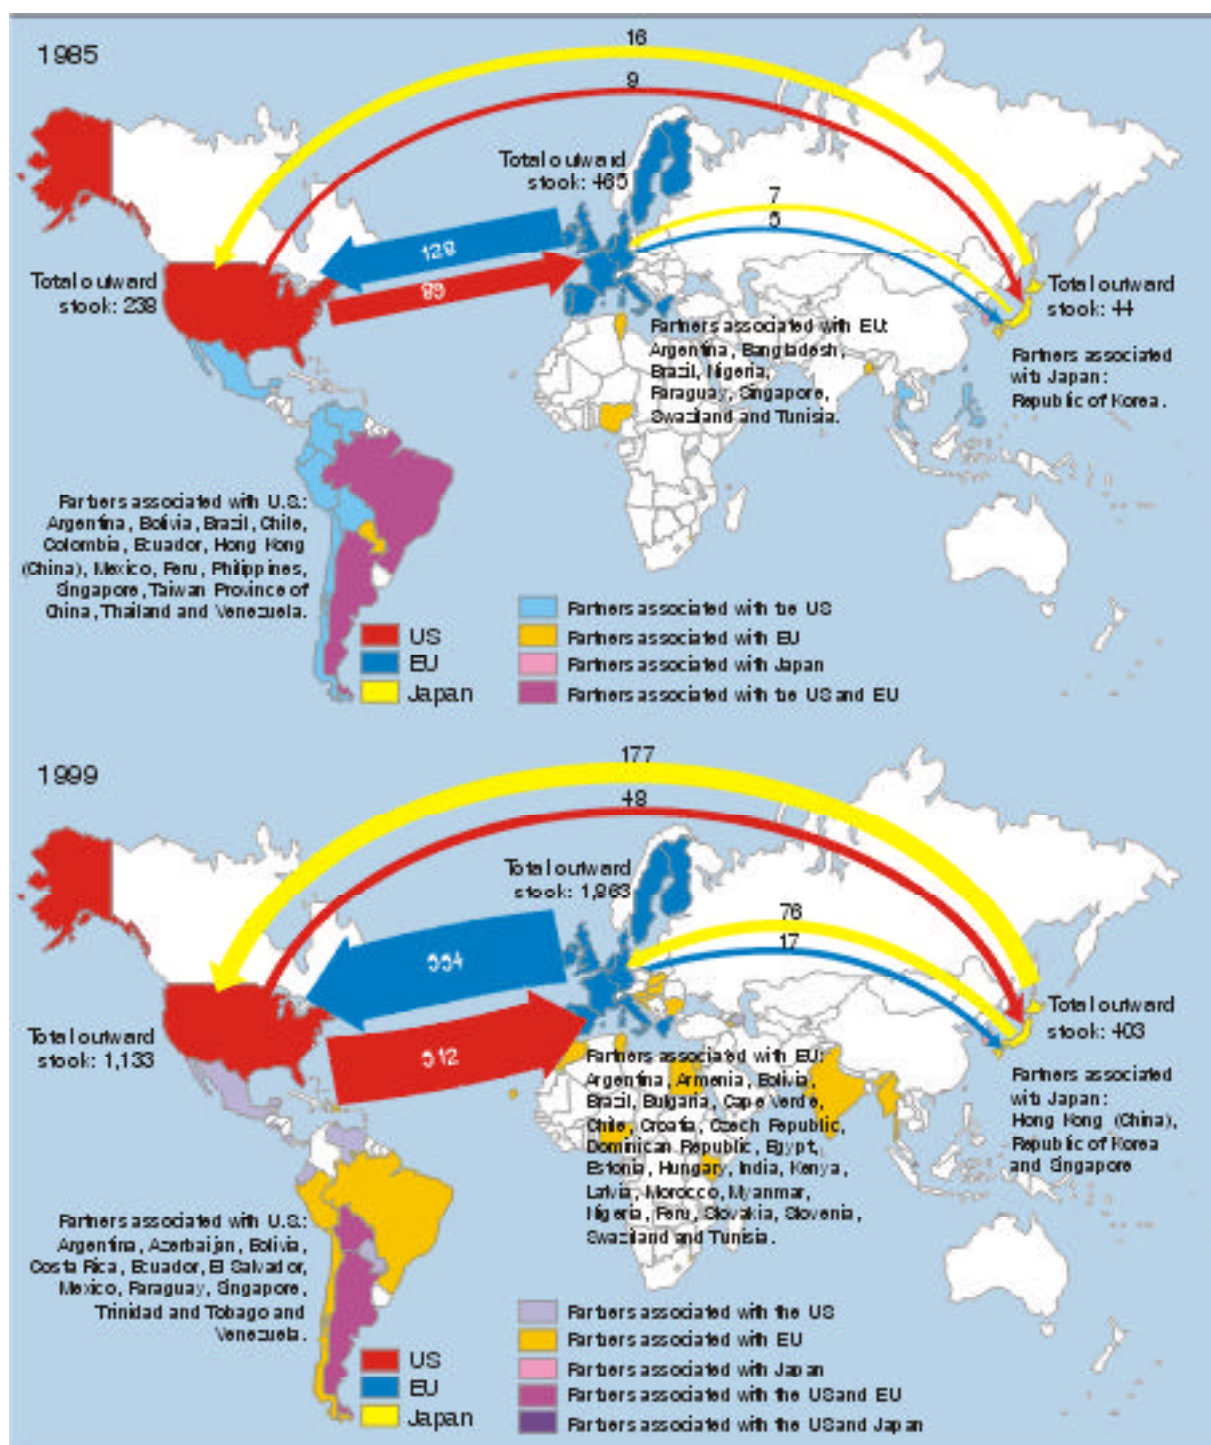 1985
16
9
Total outward
stock:
7
5
Total outward
stock: 238
Total outward
stock: 44
Partners associated with EU:
Argentina, Bangladesh,
Brazil, Nigeria,
Paraguay, Singapore,
Swaziland and Tunisia.
Partners associated
with Japan:
Republic of Korea.
Partners associated with U.S.:
Argentina, Bolivia, Brazil, Chile,
Colombia, Ecuador, Hong Kong
(China), Mexico, Peru, Philippines,
Singapore, Taiwan Province of
China, Thailand and Venezuela.
US
EU
Japan
Partners associated with the US
Partners associated with EU
Partners associated with Japan
Partners associated with the US and EU
1999
177
48
Total outward
stock:
76
17
512
Total outward
stock: 1,133
Total outward
stock: 403
Partners associated with EU:
Argentina, Armenia, Bolivia,
Brazil, Bulgaria, Cape Verde,
Chile, Croatia, Czech Republic,
Dominican Republic, Egypt,
Estonia, Hungary, India, Kenya,
Latvia, Morocco, Myanmar,
Nigeria, Peru, Slovakia, Slovenia,
Swaziland and Tunisia.
Partners associated
with Japan:
Hong Kong (China),
Republic of Korea
and Singapore
Partners associated with U.S.:
Argentina, Azerbaijan, Bolivia,
Costa Rica, Ecuador, El Salvador,
Mexico, Paraguay, Singapore,
Trinidad and Tobago and
Venezuela.
US
EU
Japan
Partners associated with the US
Partners associated with EU
Partners associated with Japan
Partners associated with the US and EU
Partners associated with the US and Japan